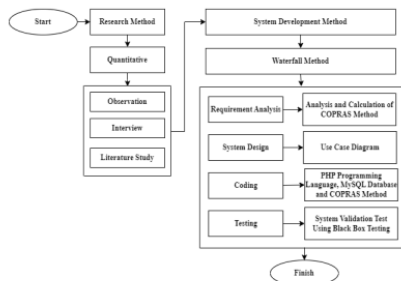 Start
Research Method
System Development Method
Quantitative
Waterfall Method
Observation
Interview
Literature Study
Requirement Analysis
Analysis and Calculation of
COPRAS Method
System Design
Use Case Diagram
Coding
PHP Programming
Language, MySQL Database
and COPRAS Method
Testing
System Validation Test
Using Black Box Testing
Finish